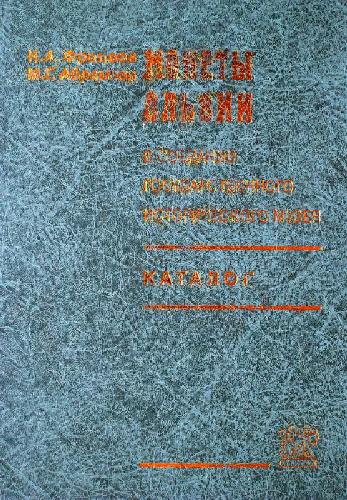 Н.А. Фролова
М.Г. Абрамзон
МОНЕТЫ
ОЛЬВИИ
В СОБРАНИИ
ГОСУДАРСТВЕННОГО
ИСТОРИЧЕСКОГО МУЗЕЯ
КАТАЛОГ